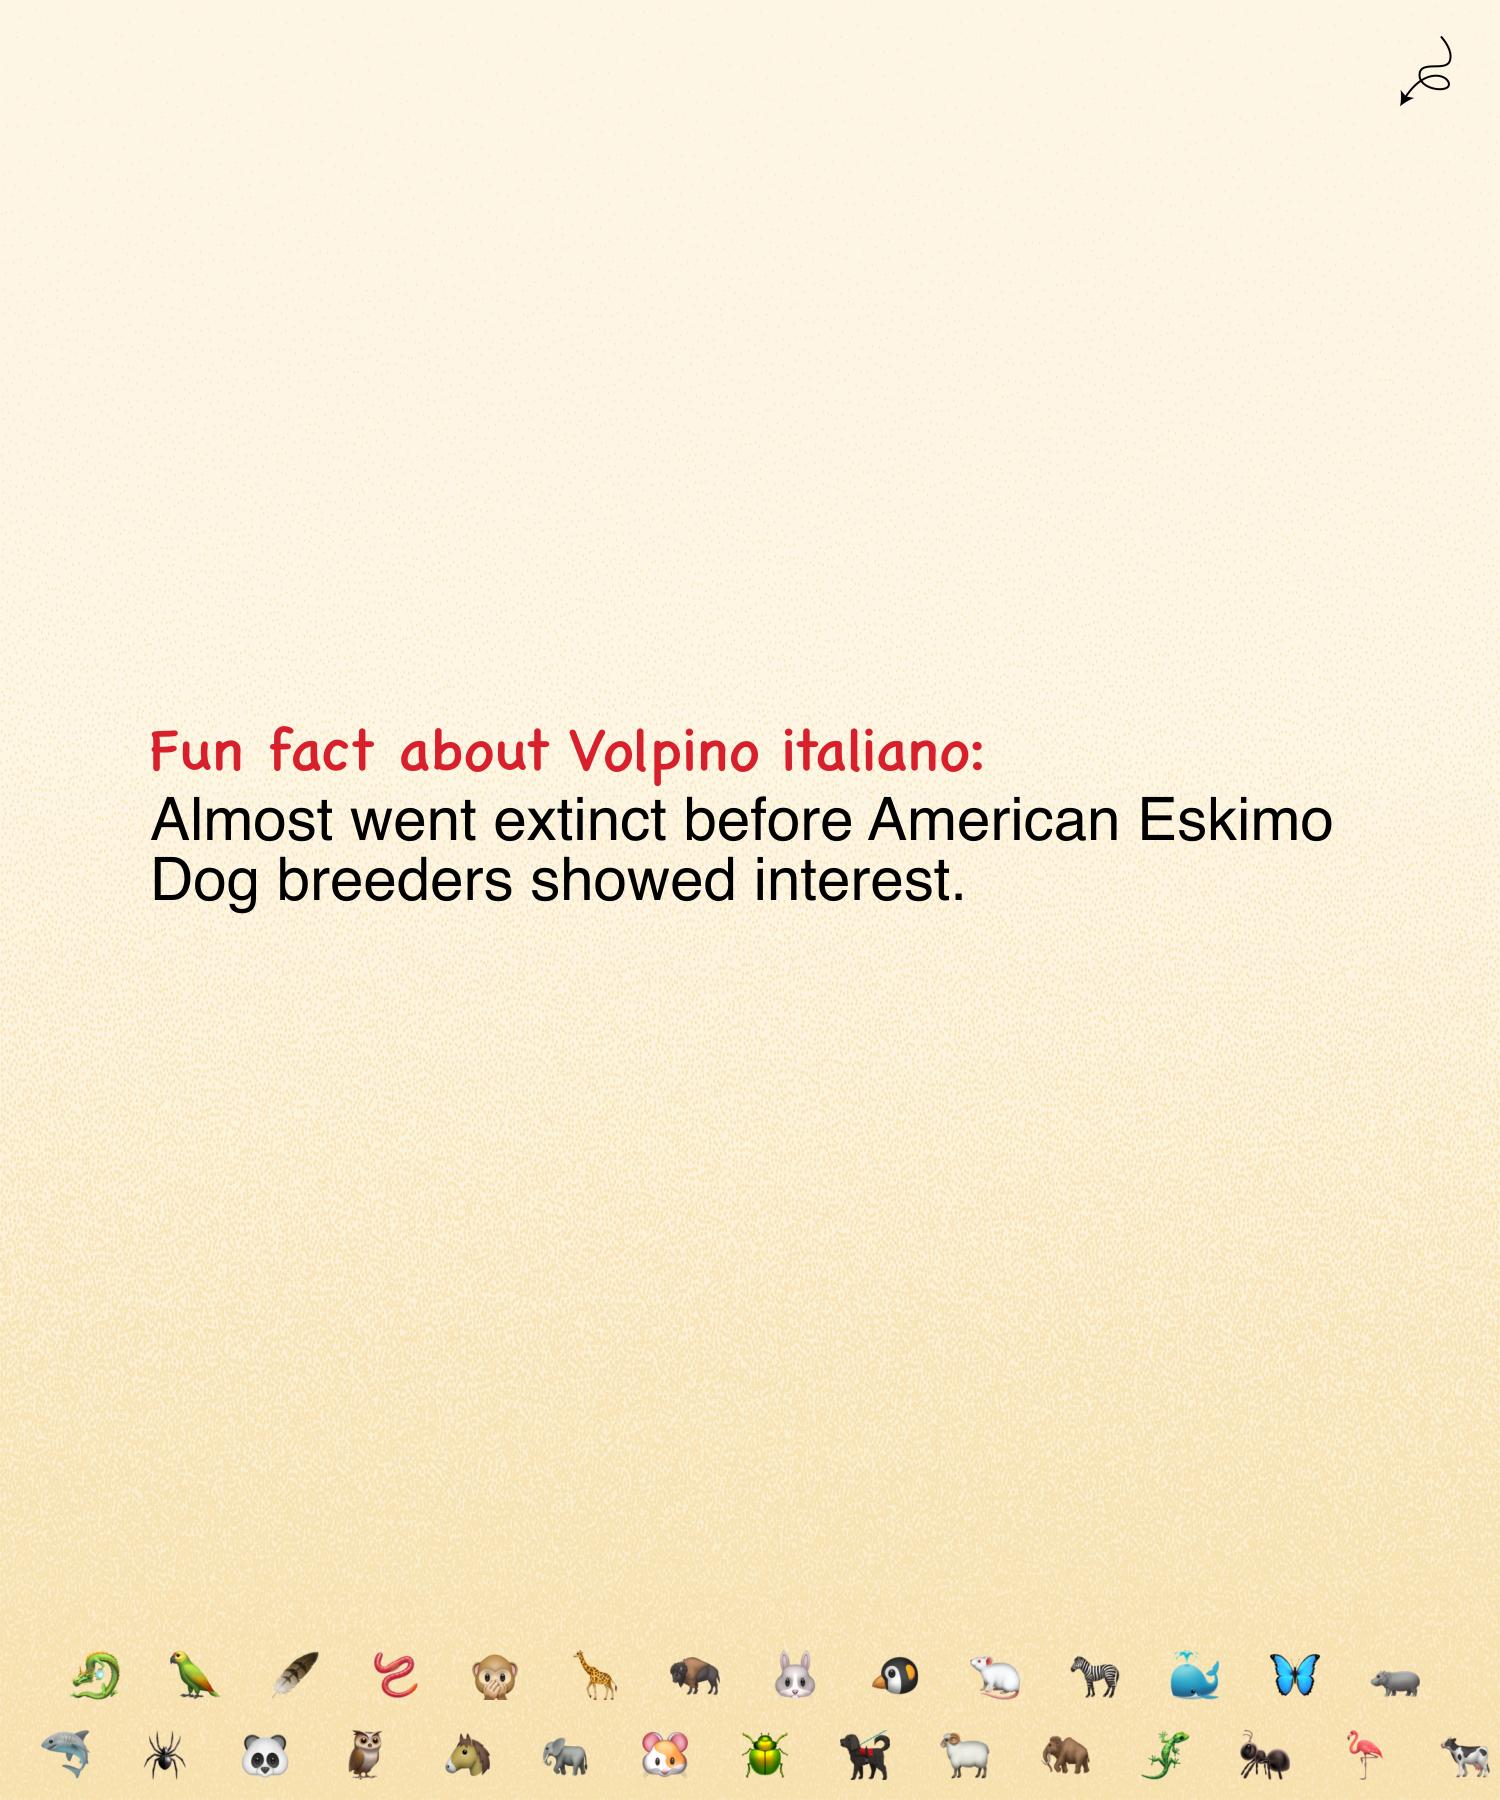 Fun fact about Volpino italiano:
Almost went extinct before American Eskimo
Dog breeders showed interest.